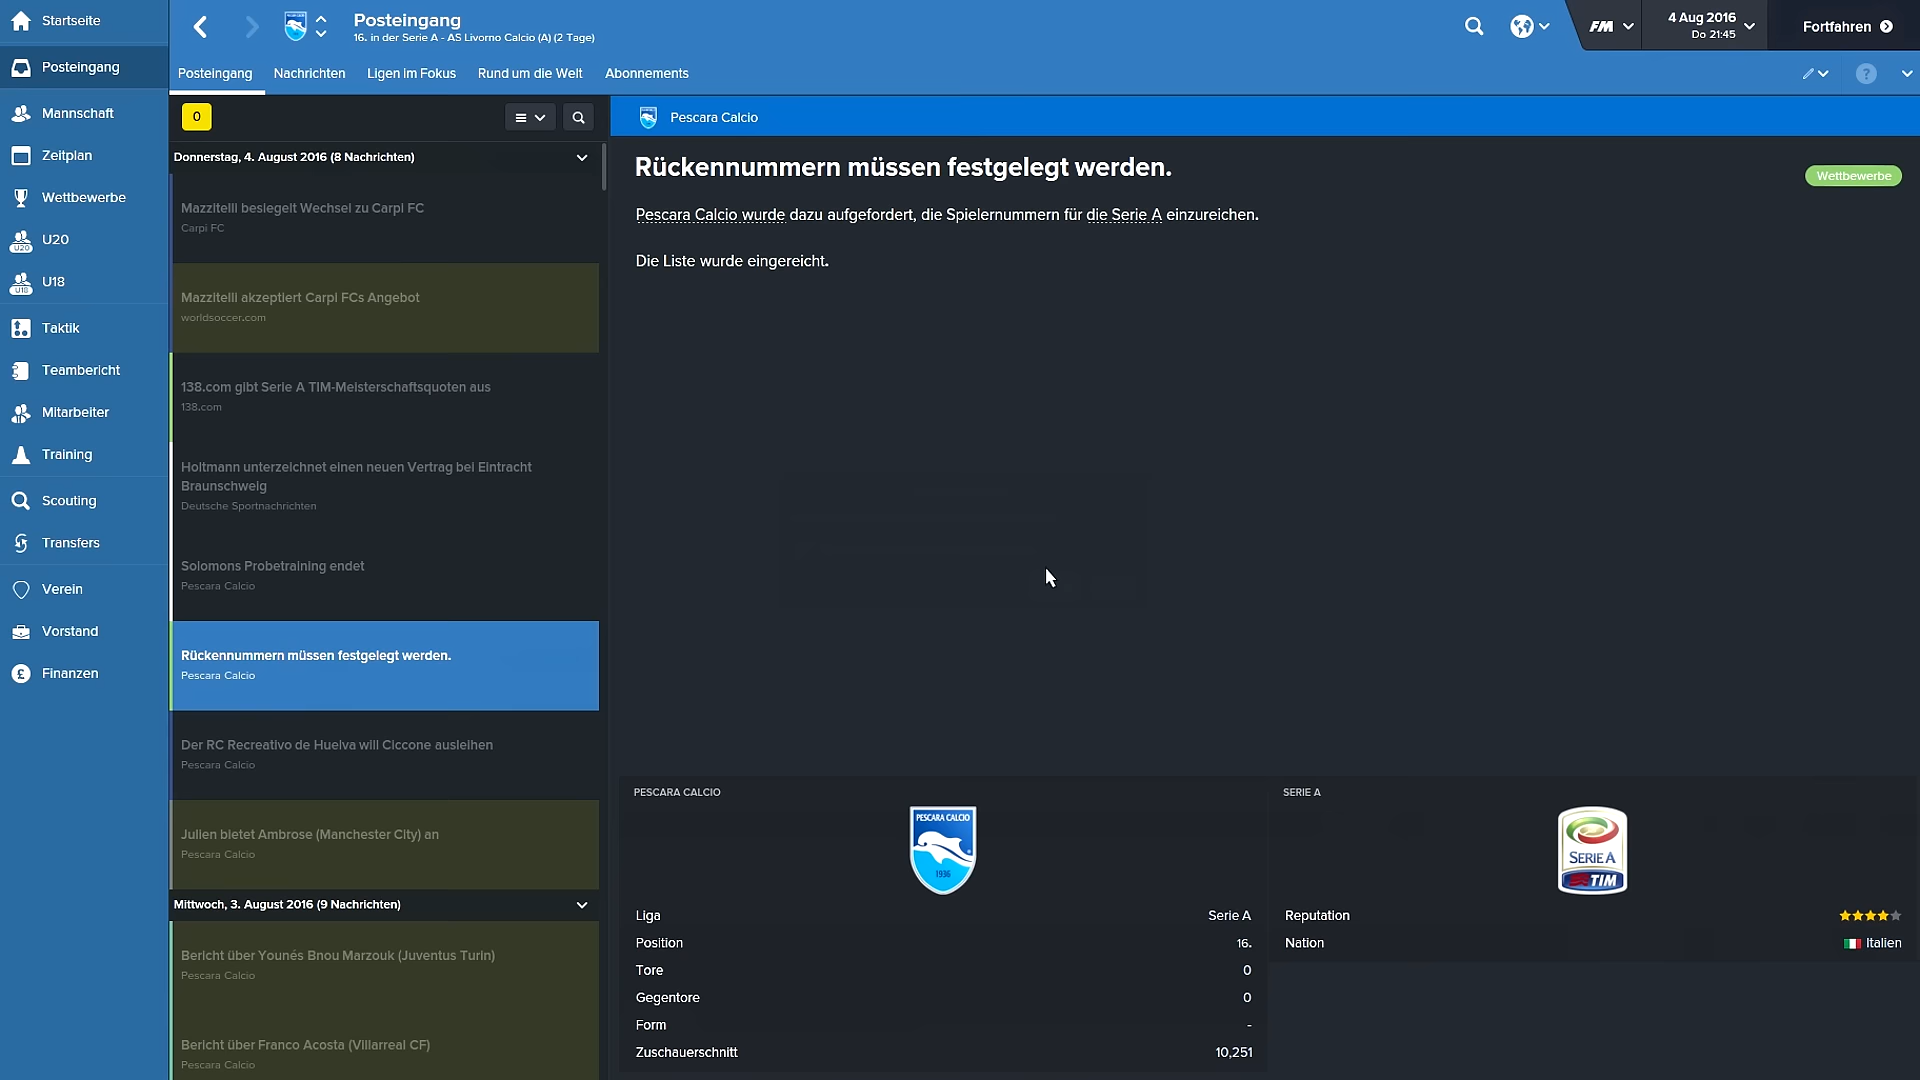 Startseite
Posteingang
Mannschaft
Zeitplan
Wettbewerbe
U20
U20
U18
U18
Taktik
Teambericht
Mitarbeiter
Training
Scouting
Transfers
Verein
Vorstand
Finanzen
Posteingang
16. in der Serie A - AS Livorno Calcio (A) (2 Tage)
FM
4 Aug 2016
Do 21:45
Fortfahren
Posteingang Nachrichten Ligen im Fokus Rund um die Welt Abonnements
?
0
Donnerstag, 4. August 2016 (8 Nachrichten)
Mazzitelli besiegelt Wechsel zu Carpi FC
Carpi FC
Mazzitelli akzeptiert Carpi FCs Angebot
worldsoccer.com
138.com gibt Serie A TIM-Meisterschaftsquoten aus
138.com
Holtmann unterzeichnet einen neuen Vertrag bei Eintracht
Braunschweig
Deutsche Sportnachrichten
Solomons Probetraining endet
Pescara Calcio
Rückennummern müssen festgelegt werden.
Pescara Calcio
Der RC Recreativo de Huelva will Ciccone ausleihen
Pescara Calcio
Julien bietet Ambrose (Manchester City) an
Pescara Calcio
Mittwoch, 3. August 2016 (9 Nachrichten)
Bericht über Younés Bnou Marzouk (Juventus Turin)
Pescara Calcio
Bericht über Franco Acosta (Villarreal CF)
Pescara Calcio
Pescara Calcio
Rückennummern müssen festgelegt werden.
Wettbewerbe
Pescara Calcio wurde dazu aufgefordert, die Spielernummern für die Serie A einzureichen.
Die Liste wurde eingereicht.
PESCARA CALCIO
PESCARA CALCIO
1936
Liga Serie A
Position 16.
Tore 0
Gegentore 0
Form -
Zuschauerschnitt 10,251
SERIE A
SERIE A
TIM
Reputation
Nation Italien